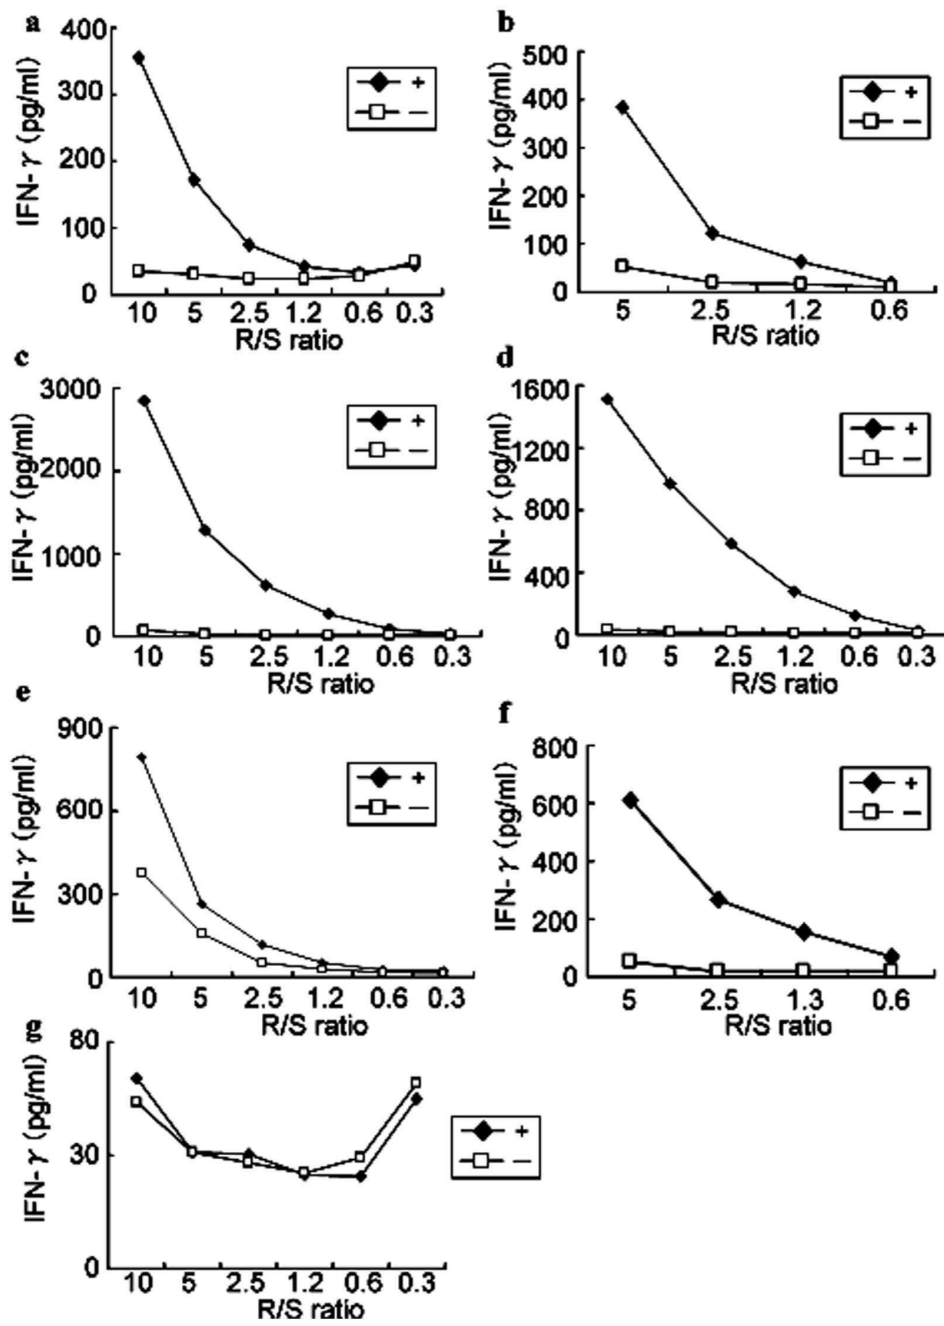 a
IFN-γ (pg/ml)
400
300
200
100
0
10 5 2.5 1.2 0.6 0.3
R/S ratio
+
−
b
IFN-γ (pg/ml)
500
400
300
200
100
0
5 2.5 1.2 0.6
R/S ratio
+
−
c
IFN-γ (pg/ml)
3000
2000
1000
0
10 5 2.5 1.2 0.6 0.3
R/S ratio
+
−
d
IFN-γ (pg/ml)
1600
1200
800
400
0
10 5 2.5 1.2 0.6 0.3
R/S ratio
+
−
e
IFN-γ (pg/ml)
900
600
300
0
10 5 2.5 1.2 0.6 0.3
R/S ratio
+
−
f
IFN-γ (pg/ml)
800
600
400
200
0
5 2.5 1.3 0.6
R/S ratio
+
−
g
IFN-γ (pg/ml)
80
30
0
10 5 2.5 1.2 0.6 0.3
R/S ratio
+
−